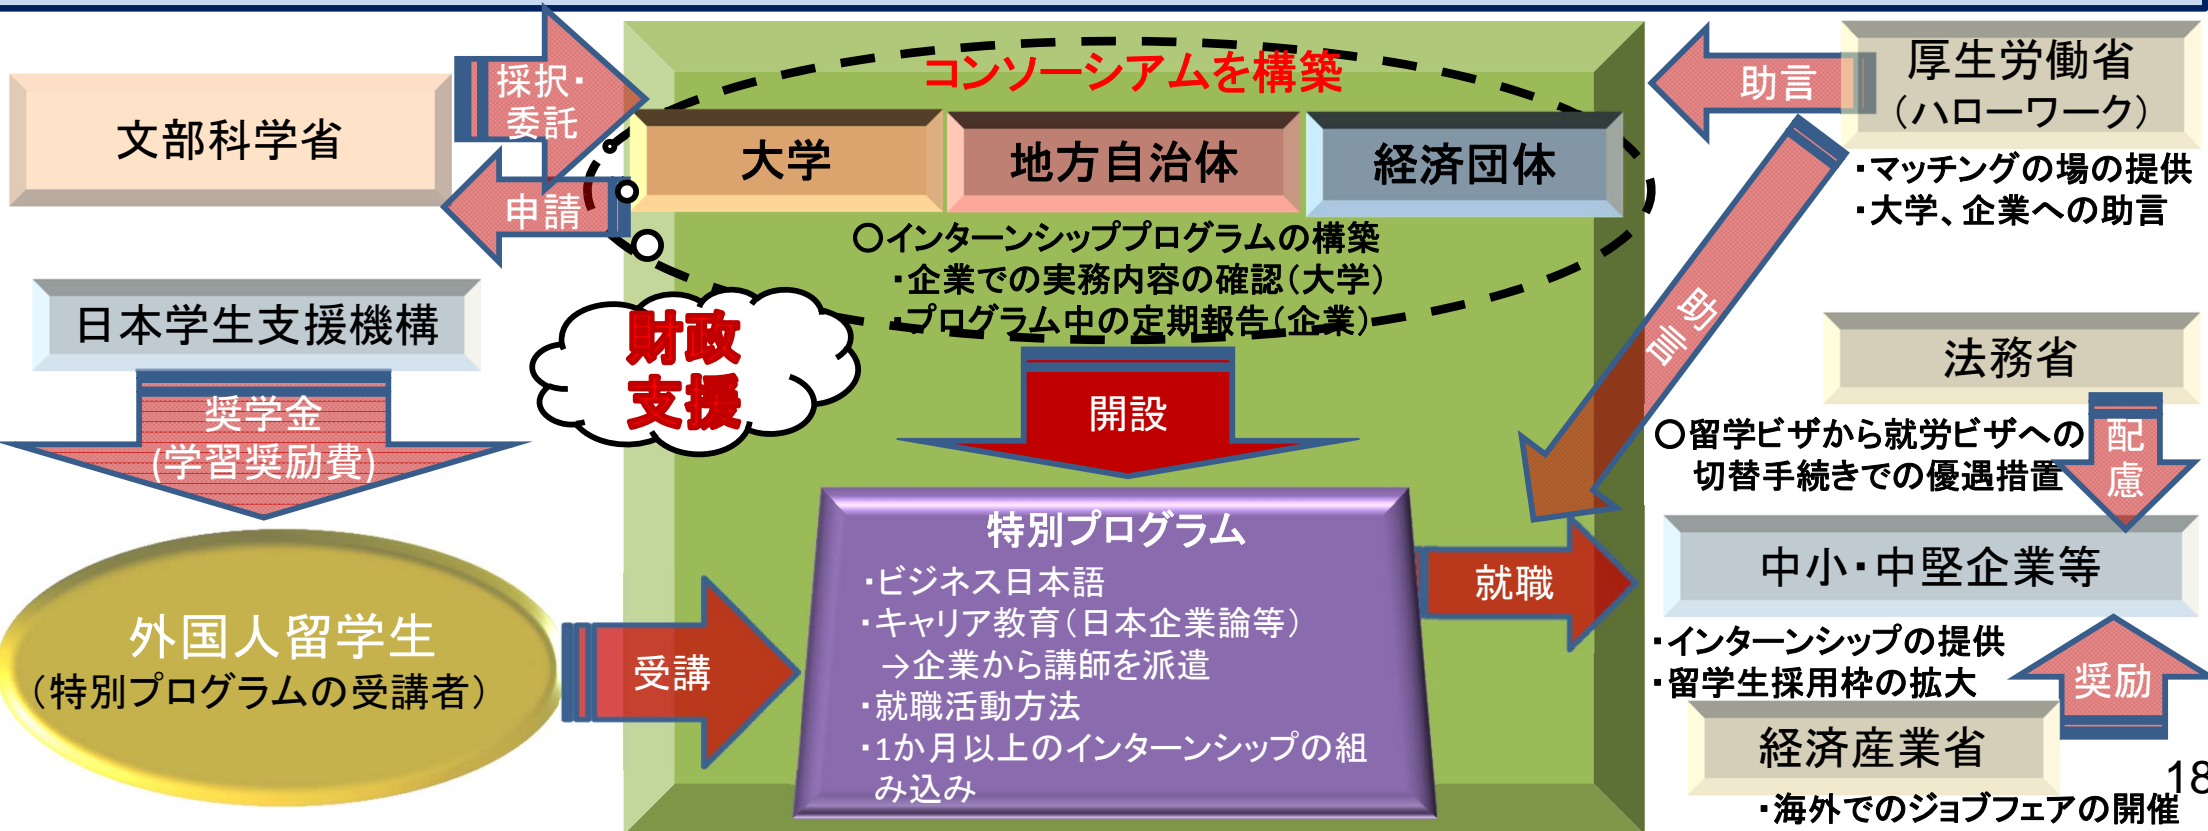 文部科学省
採択・
委託
申請
日本学生支援機構
奨学金
(学習奨励費)
外国人留学生
(特別プログラムの受講者)
受講
コンソーシアムを構築
大学
地方自治体
経済団体
○インターンシッププログラムの構築
・企業での実務内容の確認(大学)
・プログラム中の定期報告(企業)
財政
支援
開設
特別プログラム
・ビジネス日本語
・キャリア教育(日本企業論等)
→企業から講師を派遣
・就職活動方法
・1か月以上のインターンシップの組
み込み
就職
助言
厚生労働省
(ハローワーク)
・マッチングの場の提供
・大学、企業への助言
助言
法務省
○留学ビザから就労ビザへの
切替手続きでの優遇措置
配
慮
中小・中堅企業等
・インターンシップの提供
・留学生採用枠の拡大
奨励
経済産業省
・海外でのジョブフェアの開催
18